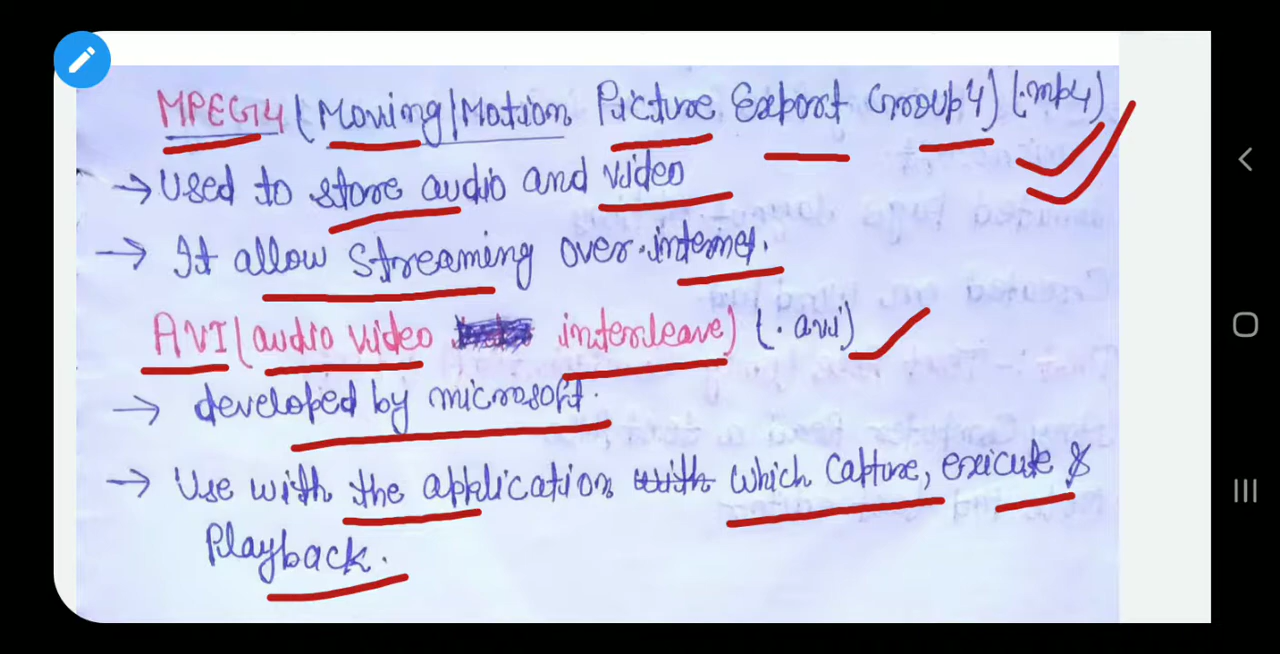 MPEG4 (Moving/Motion Picture Export Group4) (.mp4)
→ Used to store audio and video
→ It allow streaming over internet.
AVI (audio video interleave) (.avi)
→ developed by microsoft.
→ Use with the application with which capture, exicute &
Playback.